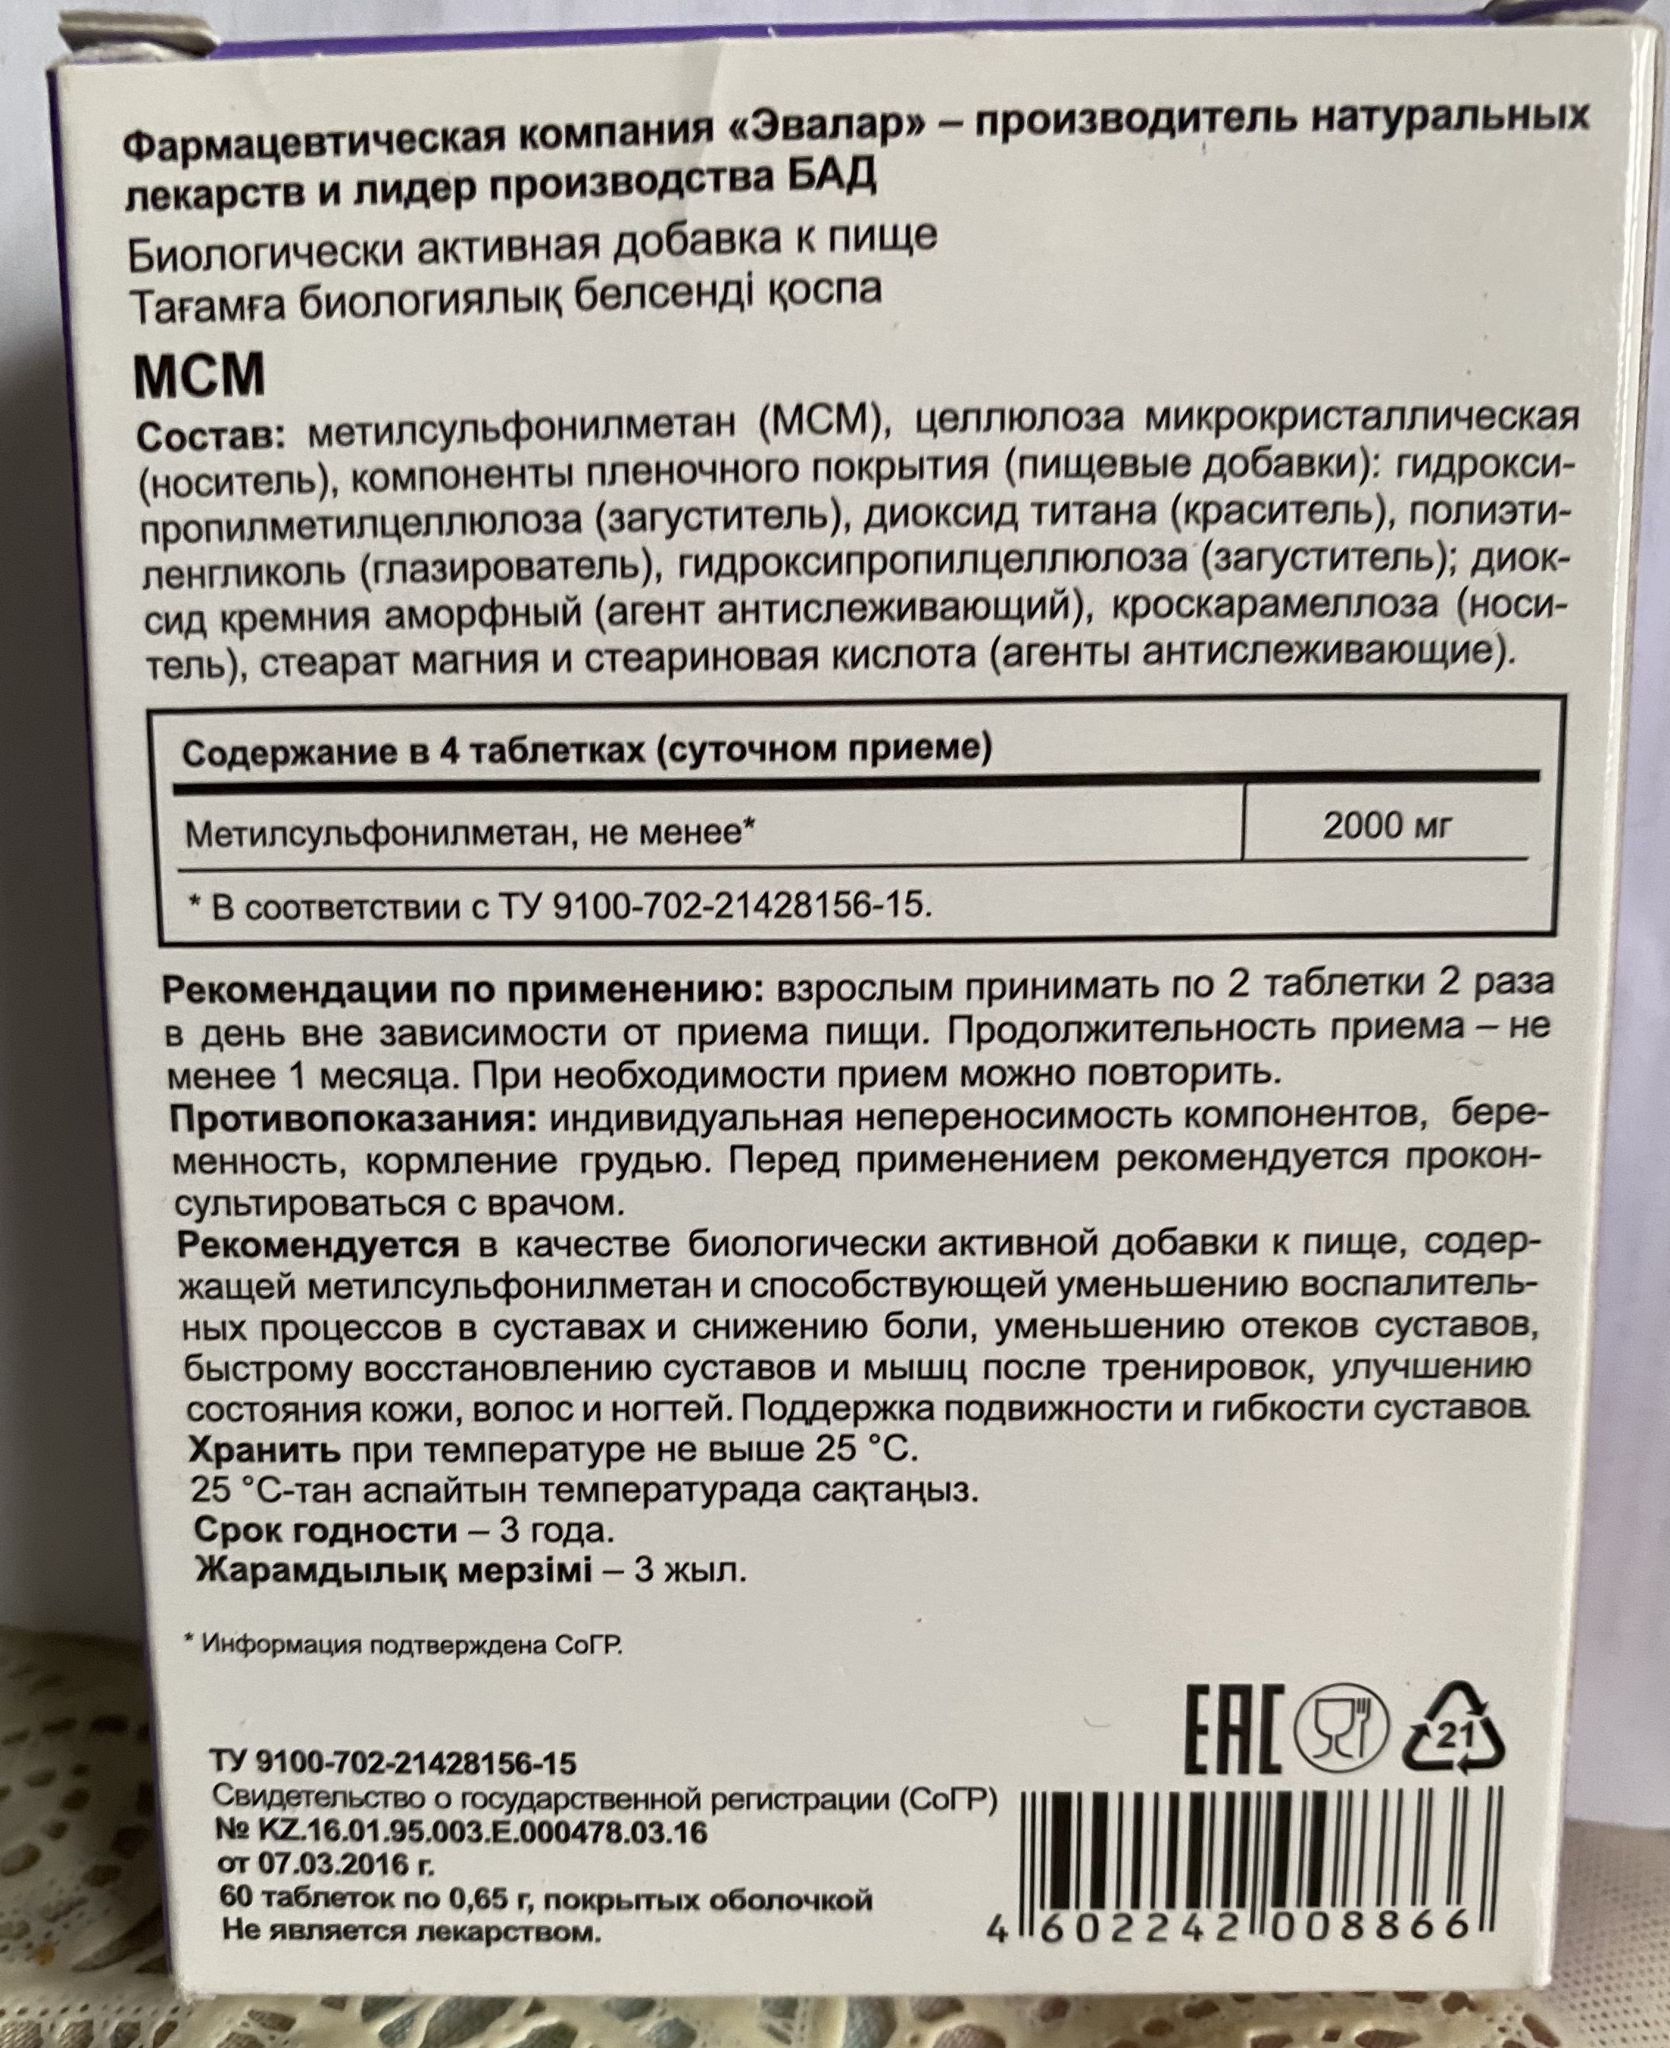 Фармацевтическая компания «Эвалар» – производитель натуральных
лекарств и лидер производства БАД
Биологически активная добавка к пище
Тағамға биологиялық белсенді қоспа
МСМ
Состав: метилсульфонилметан (МСМ), целлюлоза микрокристаллическая
(носитель), компоненты пленочного покрытия (пищевые добавки): гидрокси-
пропилметилцеллюлоза (загуститель), диоксид титана (краситель), полиэти-
ленгликоль (глазирователь), гидроксипропилцеллюлоза (загуститель); диок-
сид кремния аморфный (агент антислеживающий), кроскарамеллоза (носи-
тель), стеарат магния и стеариновая кислота (агенты антислеживающие).
Содержание в 4 таблетках (суточном приеме)
Метилсульфонилметан, не менее* 2000 мг
* В соответствии с ТУ 9100-702-21428156-15.
Рекомендации по применению: взрослым принимать по 2 таблетки 2 раза
в день вне зависимости от приема пищи. Продолжительность приема – не
менее 1 месяца. При необходимости прием можно повторить.
Противопоказания: индивидуальная непереносимость компонентов, бере-
менность, кормление грудью. Перед применением рекомендуется прокон-
сультироваться с врачом.
Рекомендуется в качестве биологически активной добавки к пище, содер-
жащей метилсульфонилметан и способствующей уменьшению воспалитель-
ных процессов в суставах и снижению боли, уменьшению отеков суставов,
быстрому восстановлению суставов и мышц после тренировок, улучшению
состояния кожи, волос и ногтей. Поддержка подвижности и гибкости суставов.
Хранить при температуре не выше 25 °С.
25 °С-тан аспайтын температурада сақтаңыз.
Срок годности – 3 года.
Жарамдылық мерзімі – 3 жыл.
* Информация подтверждена СоГР.
EAC
21
ТУ 9100-702-21428156-15
Свидетельство о государственной регистрации (СоГР)
№ KZ.16.01.95.003.Е.000478.03.16
от 07.03.2016 г.
60 таблеток по 0,65 г, покрытых оболочкой
Не является лекарством.
4 602242 008866